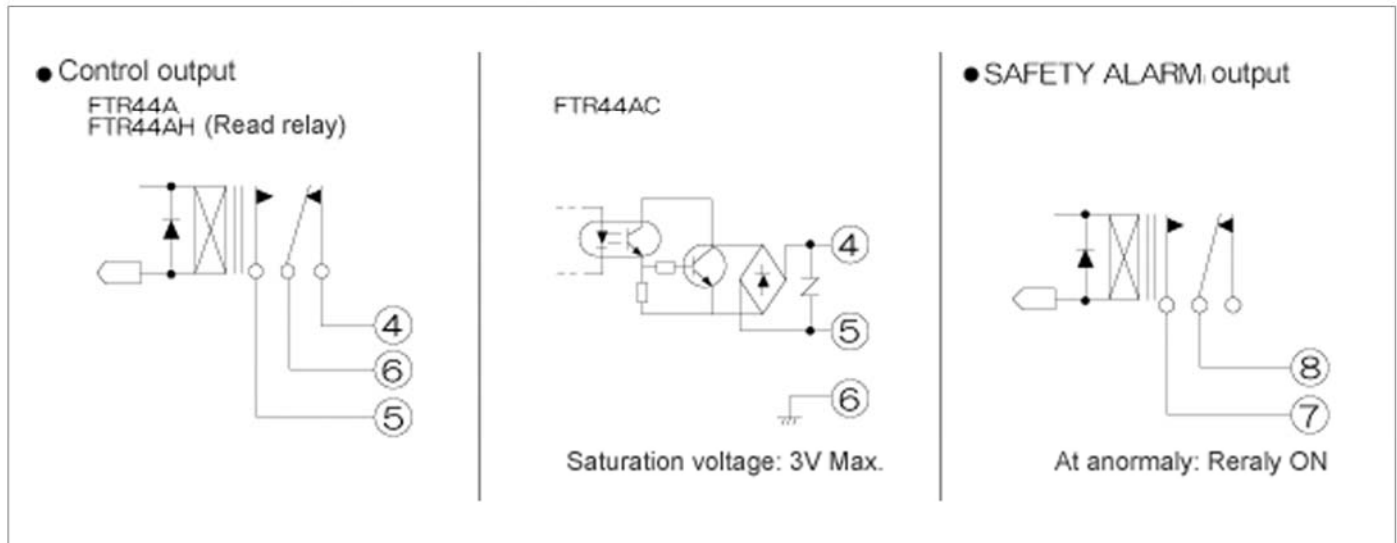 ● Control output
FTR44A
FTR44AH (Read relay)
4
6
5
FTR44AC
4
5
6
Saturation voltage: 3V Max.
● SAFETY ALARM output
8
7
At anormaly: Reraly ON